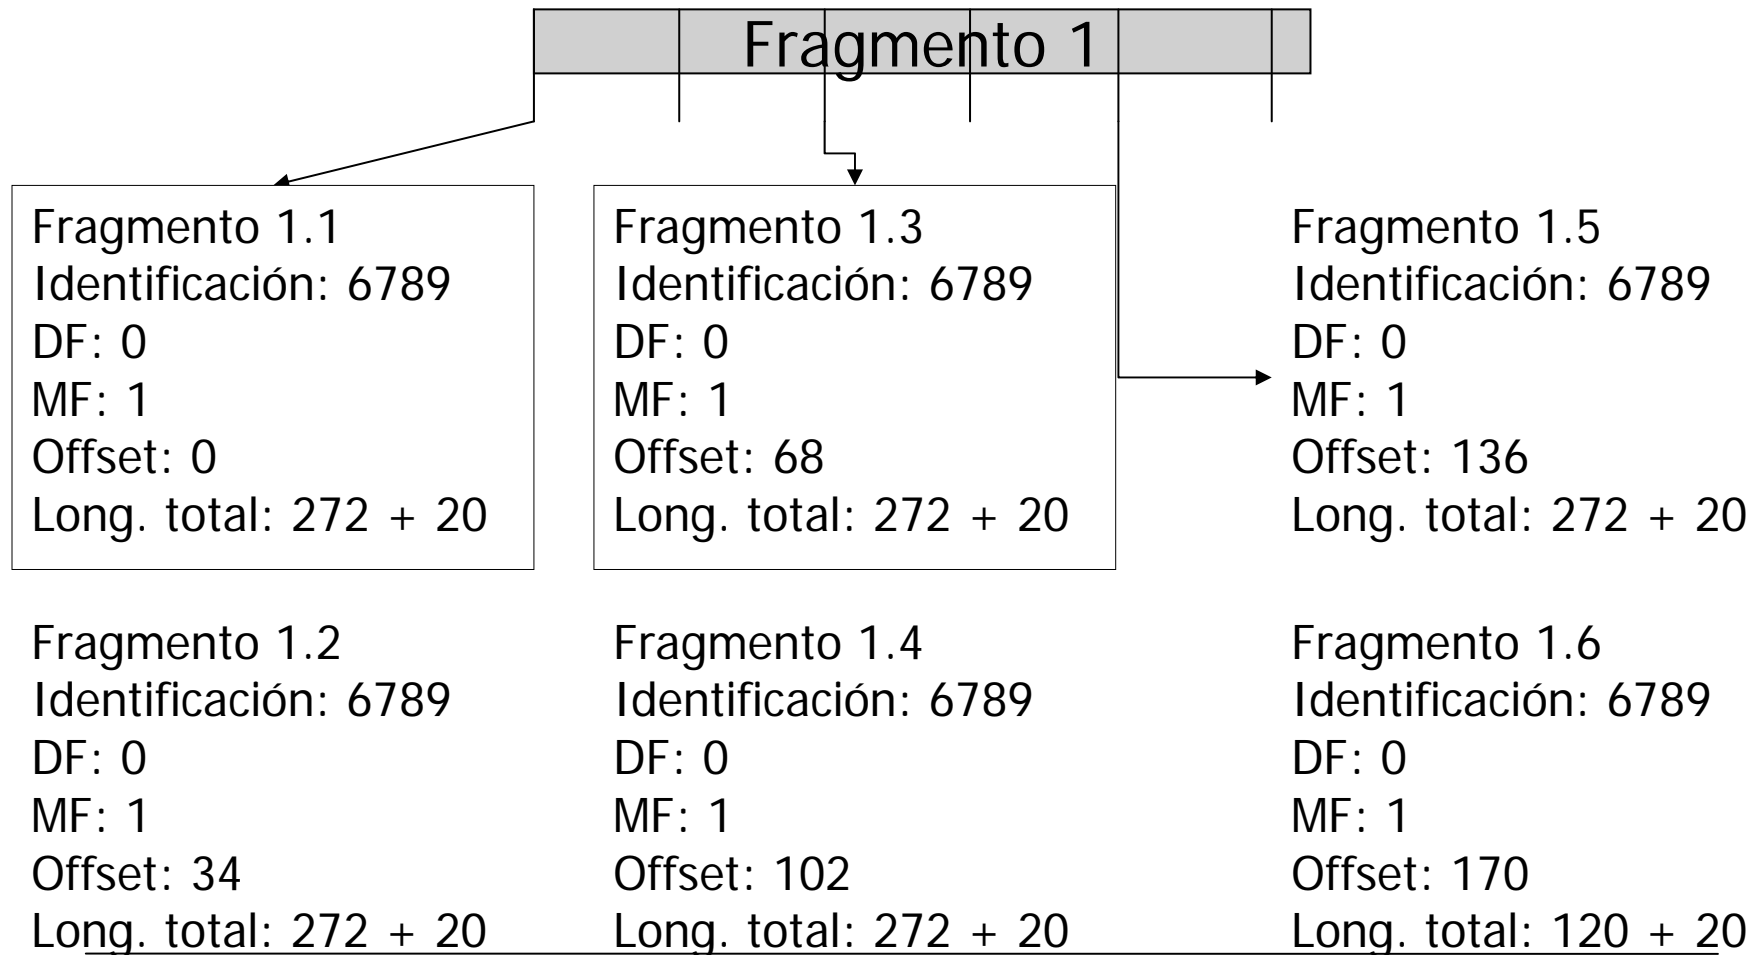 Fragmento 1
Fragmento 1.1
Identificación: 6789
DF: 0
MF: 1
Offset: 0
Long. total: 272 + 20
Fragmento 1.3
Identificación: 6789
DF: 0
MF: 1
Offset: 68
Long. total: 272 + 20
Fragmento 1.5
Identificación: 6789
DF: 0
MF: 1
Offset: 136
Long. total: 272 + 20
Fragmento 1.2
Identificación: 6789
DF: 0
MF: 1
Offset: 34
Long. total: 272 + 20
Fragmento 1.4
Identificación: 6789
DF: 0
MF: 1
Offset: 102
Long. total: 272 + 20
Fragmento 1.6
Identificación: 6789
DF: 0
MF: 1
Offset: 170
Long. total: 120 + 20